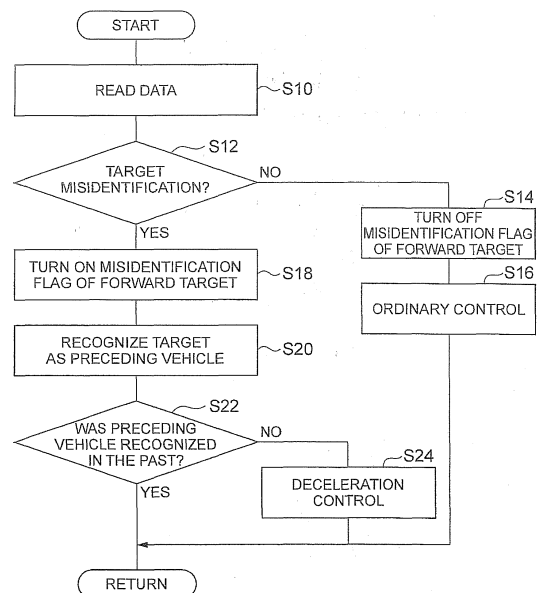 START
READ DATA
S10
S12
TARGET
MISIDENTIFICATION?
NO
YES
S14
TURN OFF
MISIDENTIFICATION FLAG
OF FORWARD TARGET
S16
ORDINARY CONTROL
TURN ON MISIDENTIFICATION
FLAG OF FORWARD TARGET
S18
RECOGNIZE TARGET
AS PRECEDING VEHICLE
S20
S22
WAS PRECEDING
VEHICLE RECOGNIZED
IN THE PAST?
NO
YES
S24
DECELERATION
CONTROL
RETURN